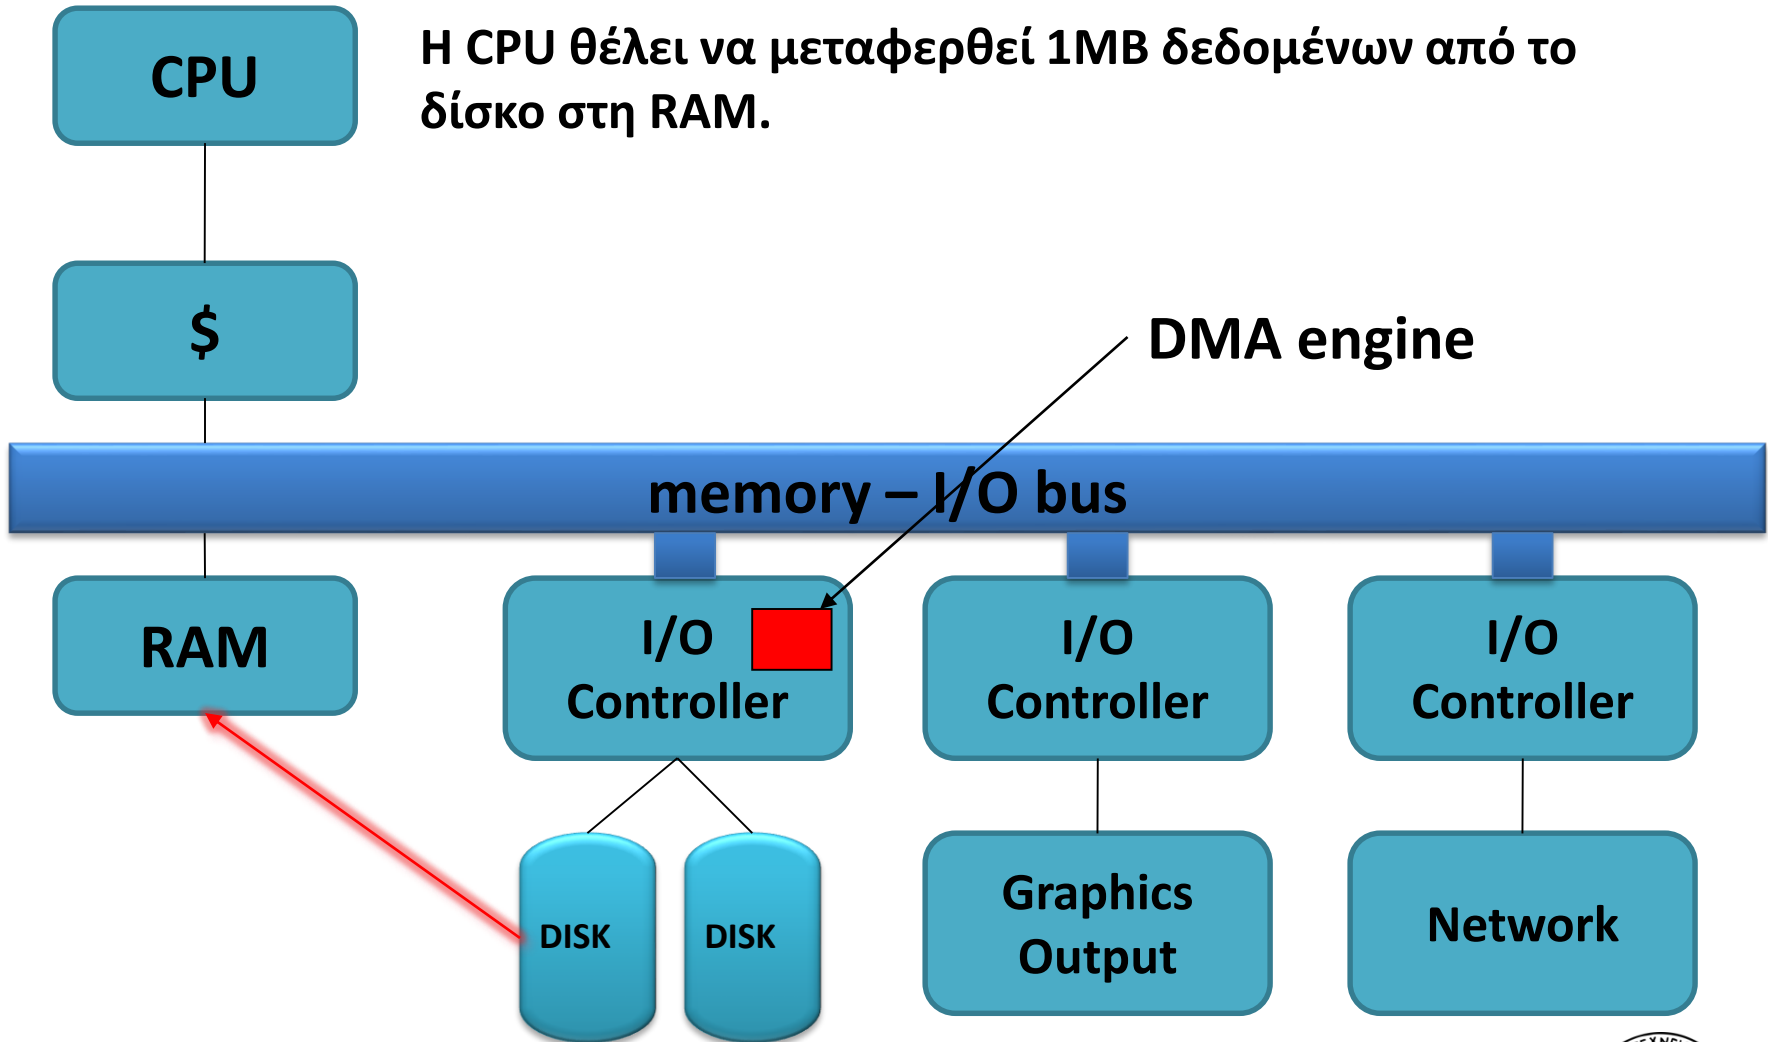 CPU
Η CPU θέλει να μεταφερθεί 1MB δεδομένων από το
δίσκο στη RAM.
$
DMA engine
memory – I/O bus
RAM
I/O
Controller
I/O
Controller
I/O
Controller
DISK
DISK
Graphics
Output
Network